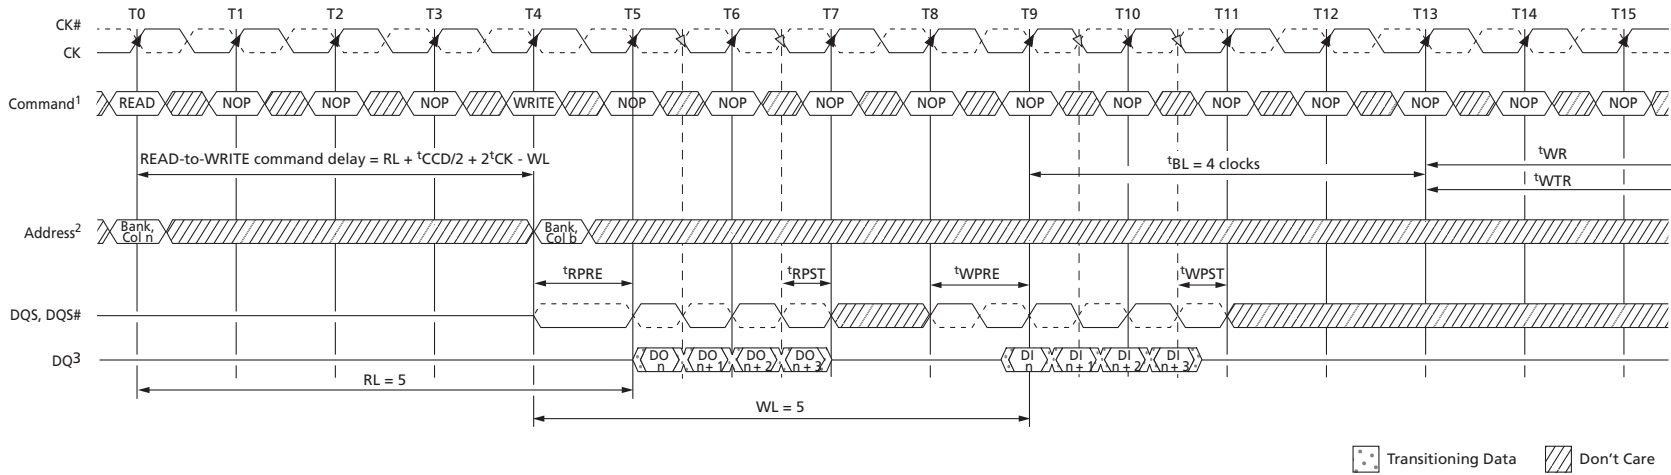 T0 T1 T2 T3 T4 T5 T6 T7 T8 T9 T10 T11 T12 T13 T14 T15
CK#
CK
Command1 READ NOP NOP NOP WRITE NOP NOP NOP NOP NOP NOP NOP NOP NOP NOP NOP
READ-to-WRITE command delay = RL + tCCD/2 + 2tCK - WL
tBL = 4 clocks
tWR
tWTR
Address2
Bank, Col n
Bank, Col b
tRPRE tRPST tWPRE tWPST
DQS, DQS#
DQ3
DO n
DO n + 1
DO n + 2
DO n + 3
DI n
DI n + 1
DI n + 2
DI n + 3
RL = 5
WL = 5
Transitioning Data Don't Care